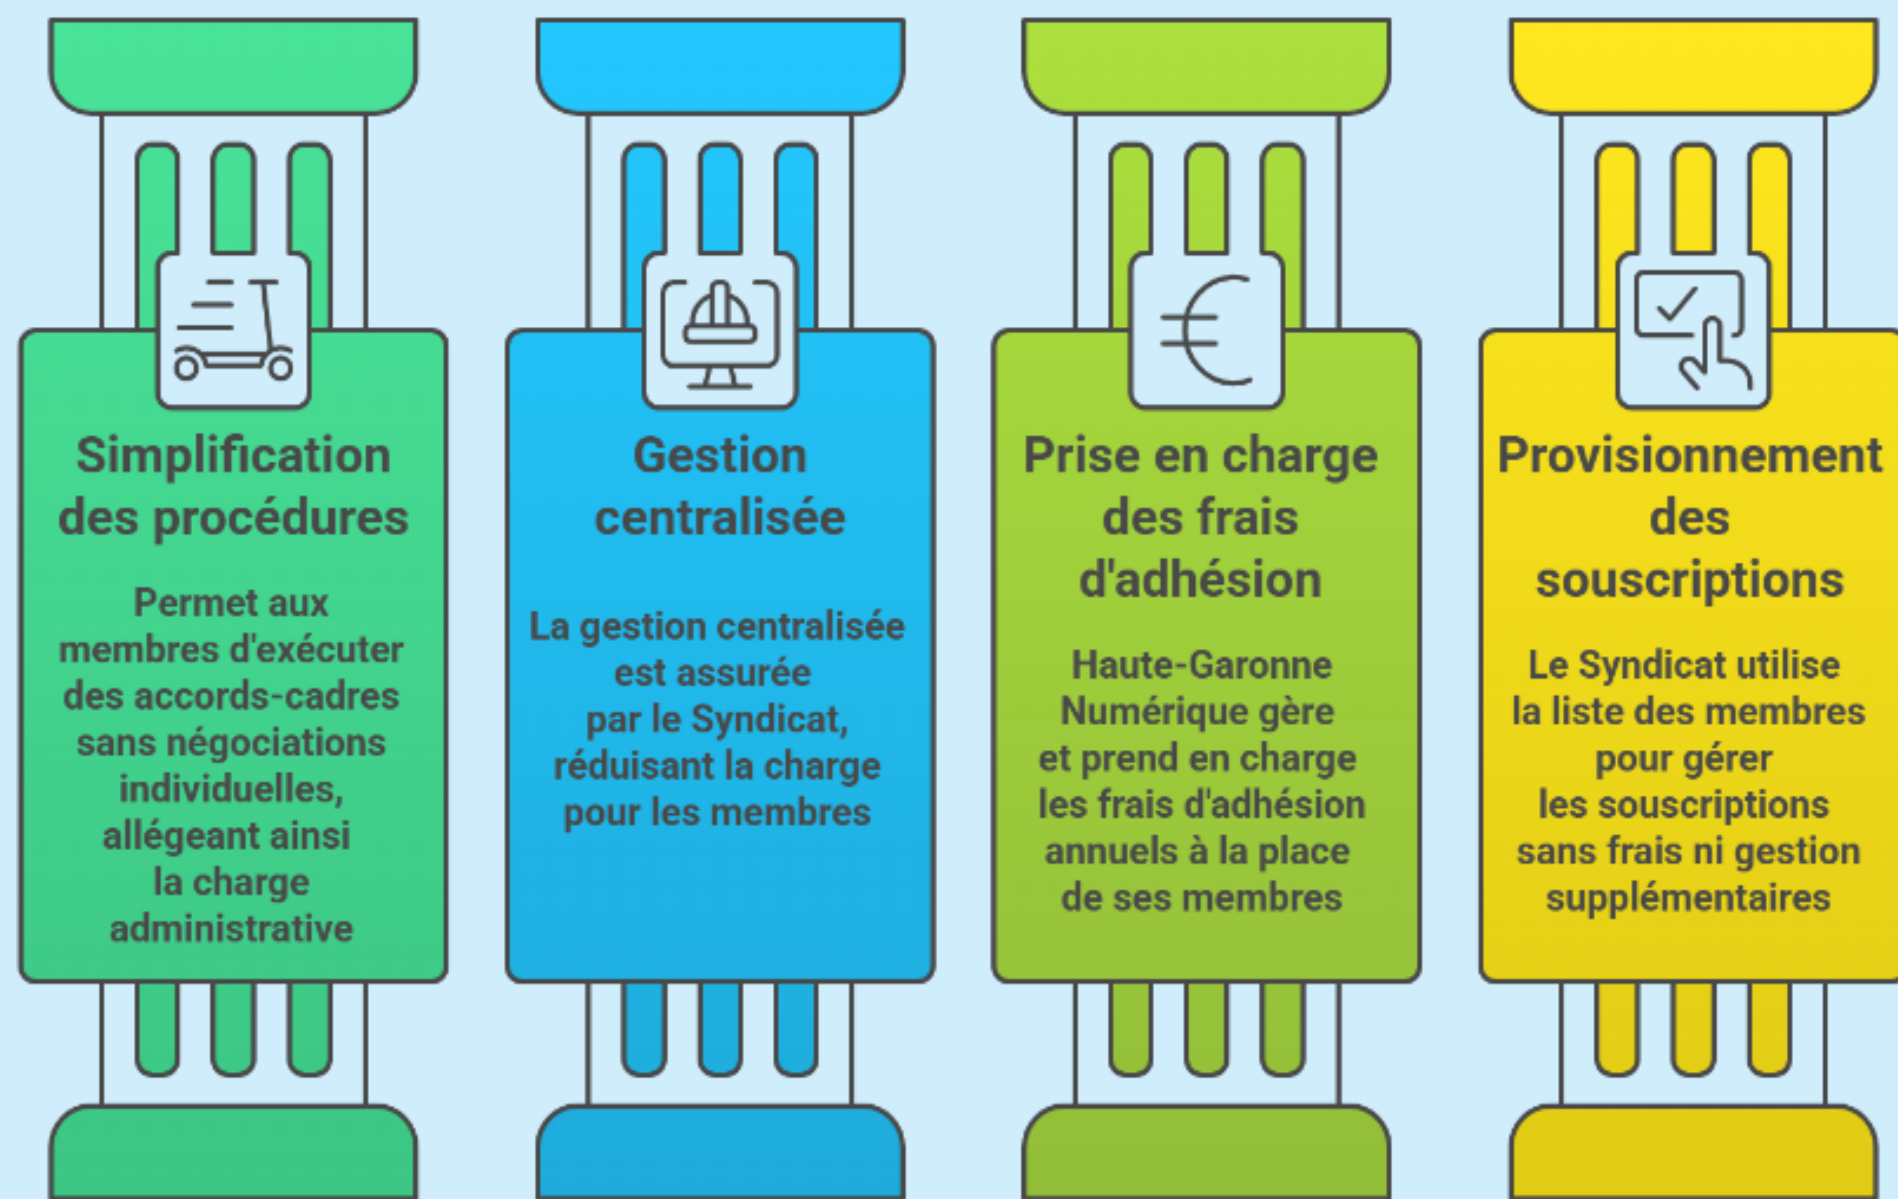 Simplification
des procédures
Permet aux
membres d'exécuter
des accords-cadres
sans négociations
individuelles,
allégeant ainsi
la charge
administrative
Gestion
centralisée
La gestion centralisée
est assurée
par le Syndicat,
réduisant la charge
pour les membres
Prise en charge
des frais
d'adhésion
Haute-Garonne
Numérique gère
et prend en charge
les frais d'adhésion
annuels à la place
de ses membres
Provisionnement
des
souscriptions
Le Syndicat utilise
la liste des membres
pour gérer
les souscriptions
sans frais ni gestion
supplémentaires